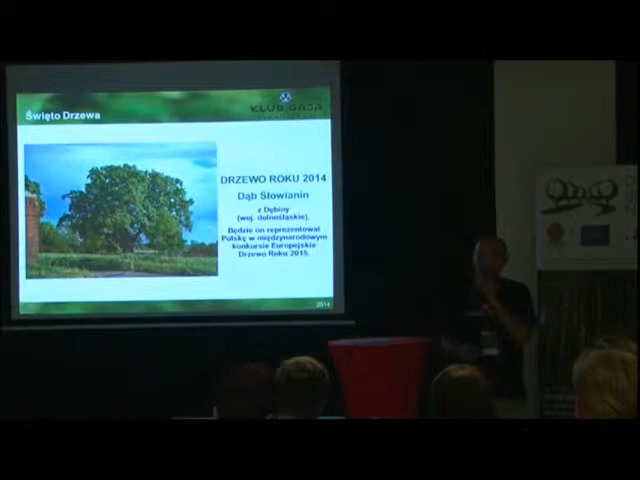 Święto Drzewa
KLUB GAJA
DRZEWO ROKU 2014
Dąb Słowianin
z Dębiny
(woj. dolnośląskie).
Będzie on reprezentował
Polskę w międzynarodowym
konkursie Europejskie
Drzewo Roku 2015.
2014